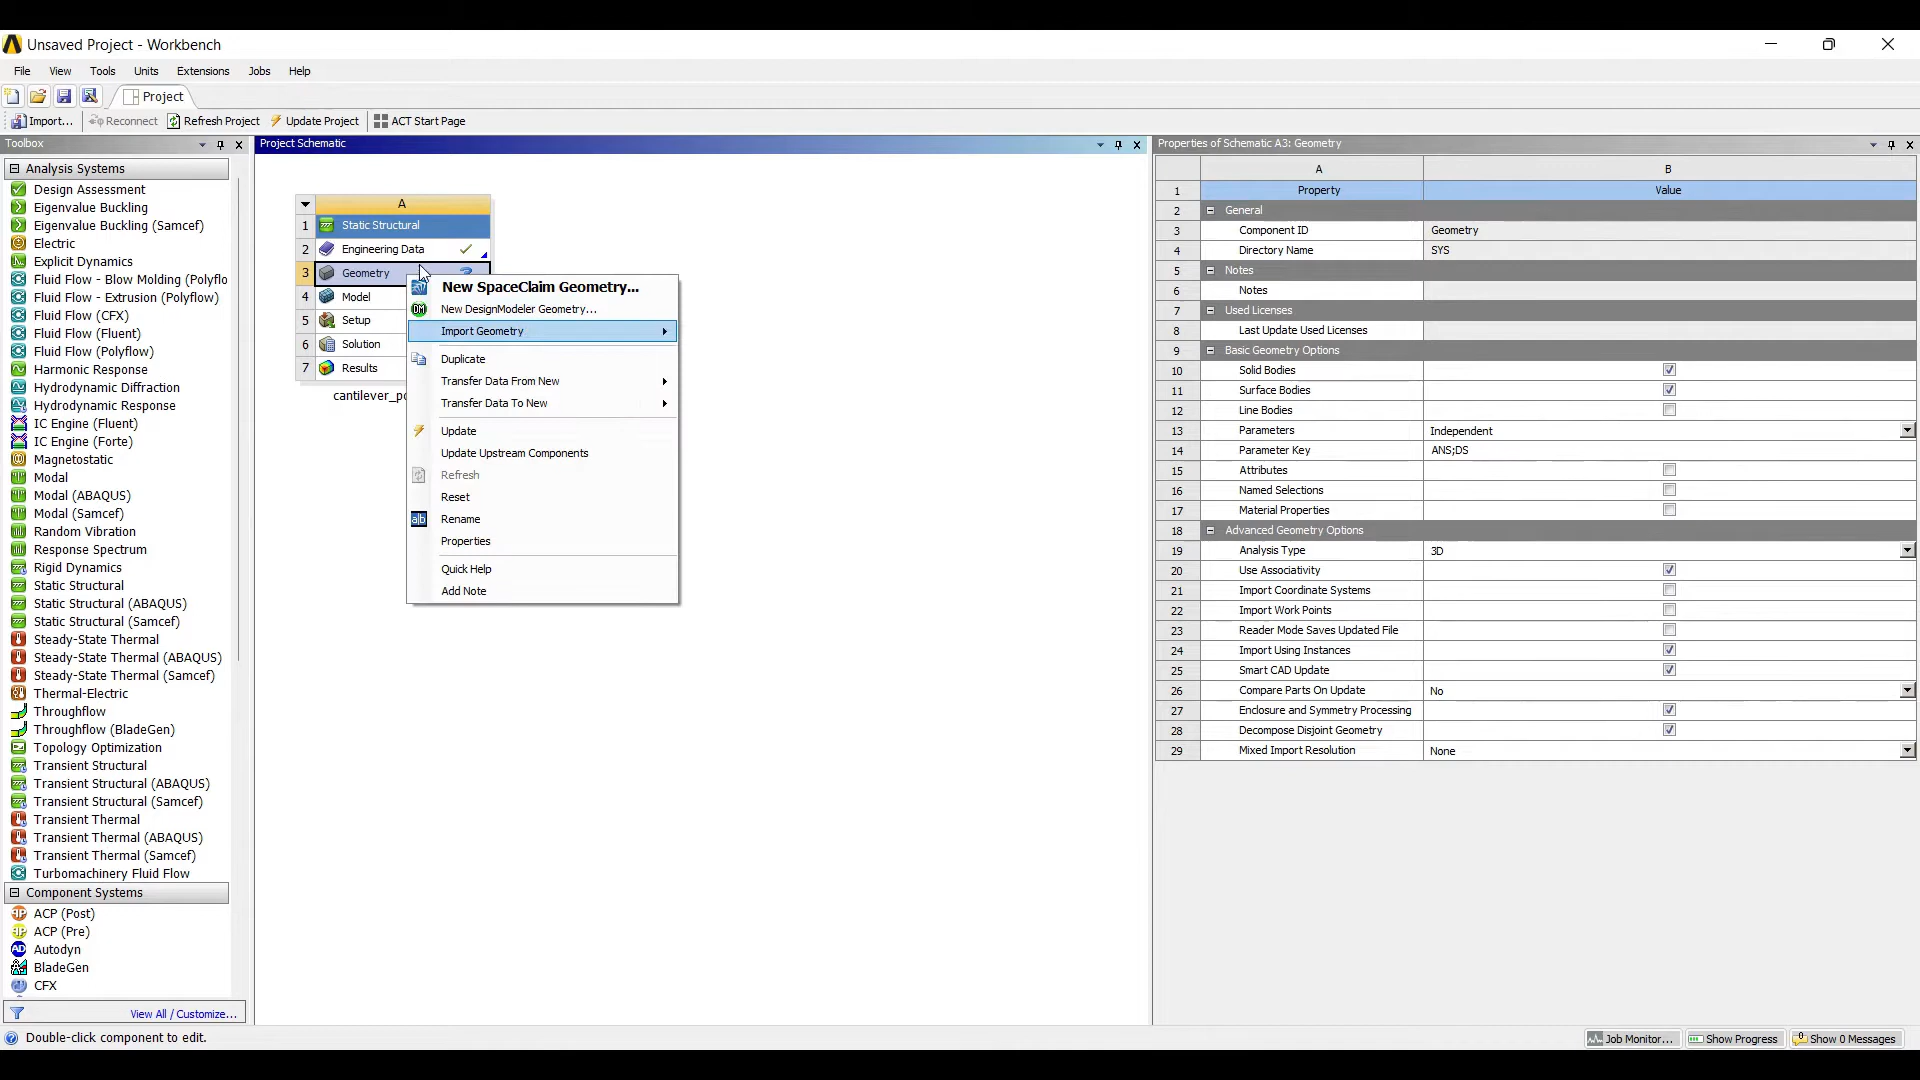 Unsaved Project - Workbench
File View Tools Units Extensions Jobs Help
Project
Import... Reconnect Refresh Project Update Project ACT Start Page
Toolbox
Analysis Systems
Design Assessment
Eigenvalue Buckling
Eigenvalue Buckling (Samcef)
Electric
Explicit Dynamics
Fluid Flow - Blow Molding (Polyflo
Fluid Flow - Extrusion (Polyflow)
Fluid Flow (CFX)
Fluid Flow (Fluent)
Fluid Flow (Polyflow)
Harmonic Response
Hydrodynamic Diffraction
Hydrodynamic Response
IC Engine (Fluent)
IC Engine (Forte)
Magnetostatic
Modal
Modal (ABAQUS)
Modal (Samcef)
Random Vibration
Response Spectrum
Rigid Dynamics
Static Structural
Static Structural (ABAQUS)
Static Structural (Samcef)
Steady-State Thermal
Steady-State Thermal (ABAQUS)
Steady-State Thermal (Samcef)
Thermal-Electric
Throughflow
Throughflow (BladeGen)
Topology Optimization
Transient Structural
Transient Structural (ABAQUS)
Transient Structural (Samcef)
Transient Thermal
Transient Thermal (ABAQUS)
Transient Thermal (Samcef)
Turbomachinery Fluid Flow
Component Systems
ACP (Post)
ACP (Pre)
Autodyn
BladeGen
CFX
View All / Customize...
Project Schematic
A
1 Static Structural
2 Engineering Data
3 Geometry
4 Model
5 Setup
6 Solution
7 Results
cantilever_po
New SpaceClaim Geometry...
DM New DesignModeler Geometry...
Import Geometry
Duplicate
Transfer Data From New
Transfer Data To New
Update
Update Upstream Components
Refresh
Reset
a|b Rename
Properties
Quick Help
Add Note
Properties of Schematic A3: Geometry
A B
1 Property Value
2 General
3 Component ID Geometry
4 Directory Name SYS
5 Notes
6 Notes
7 Used Licenses
8 Last Update Used Licenses
9 Basic Geometry Options
10 Solid Bodies
11 Surface Bodies
12 Line Bodies
13 Parameters Independent
14 Parameter Key ANS;DS
15 Attributes
16 Named Selections
17 Material Properties
18 Advanced Geometry Options
19 Analysis Type 3D
20 Use Associativity
21 Import Coordinate Systems
22 Import Work Points
23 Reader Mode Saves Updated File
24 Import Using Instances
25 Smart CAD Update
26 Compare Parts On Update No
27 Enclosure and Symmetry Processing
28 Decompose Disjoint Geometry
29 Mixed Import Resolution None
Double-click component to edit.
Job Monitor... Show Progress Show 0 Messages